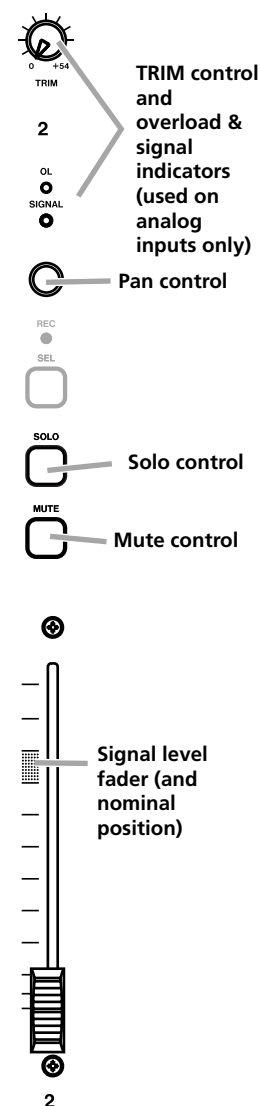 0 +54
TRIM
TRIM control
and
overload &
signal
indicators
(used on
analog
inputs only)
2
OL
SIGNAL
Pan control
REC
SEL
SOLO
Solo control
MUTE
Mute control
Signal level
fader (and
nominal
position)
2